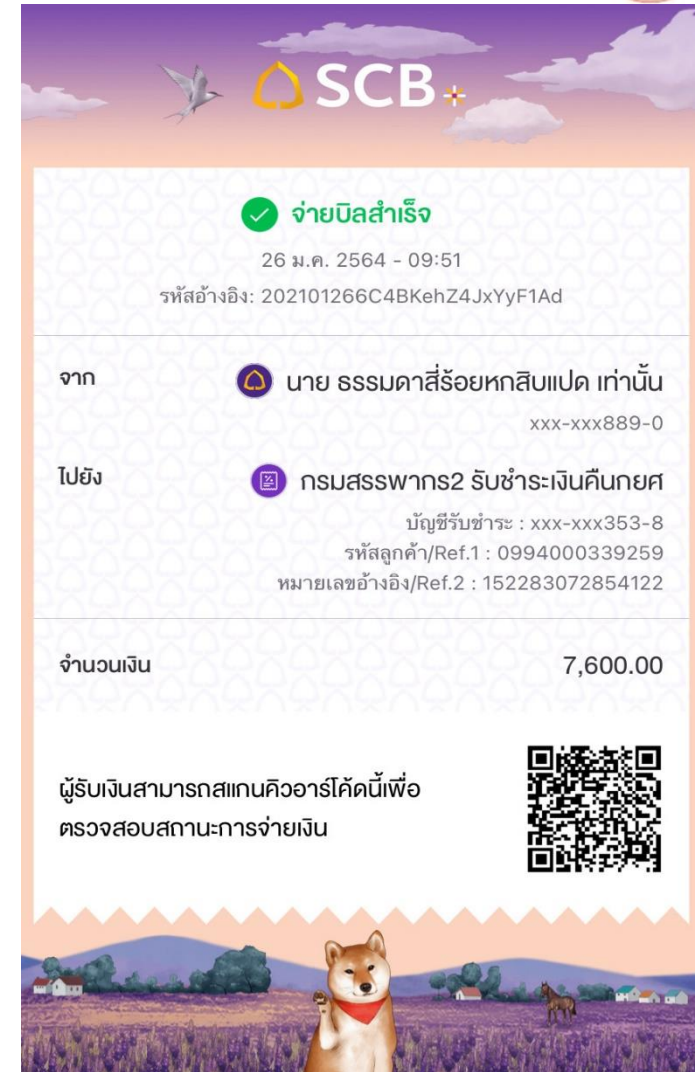 SCB
จ่ายบิลสำเร็จ
26 ม.ค. 2564 - 09:51
รหัสอ้างอิง: 202101266C4BKehZ4JxYyF1Ad
จาก นาย ธรรมดาสี่ร้อยหกสิบแปด เท่านั้น
xxx-xxx889-0
ไปยัง กรมสรรพากร2 รับชำระเงินคืนกยศ
บัญชีรับชำระ : xxx-xxx353-8
รหัสลูกค้า/Ref.1 : 0994000339259
หมายเลขอ้างอิง/Ref.2 : 152283072854122
จำนวนเงิน 7,600.00
ผู้รับเงินสามารถสแกนคิวอาร์โค้ดนี้เพื่อ
ตรวจสอบสถานะการจ่ายเงิน